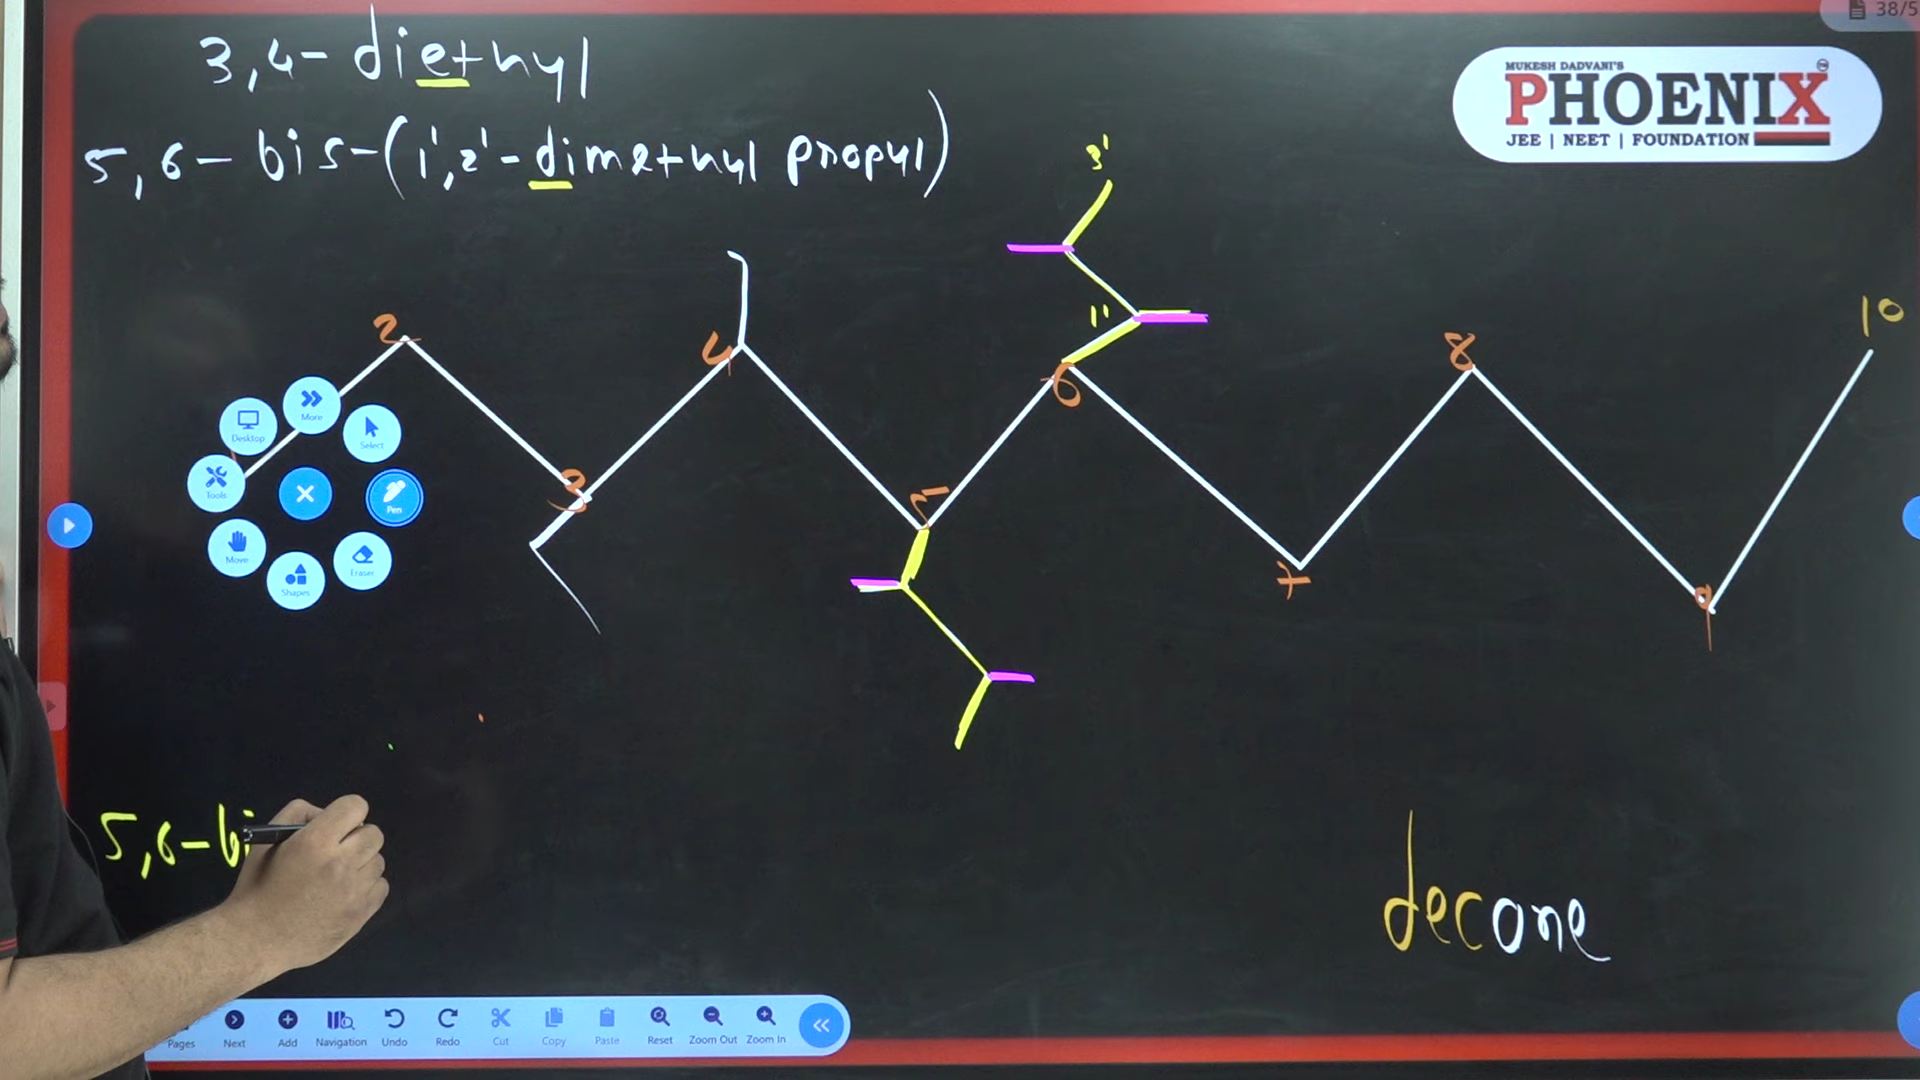 38/5
3,4- diethyl
MUKESH DADVANI'S
PHOENIX
JEE | NEET | FOUNDATION
5,6- bis-(1',2'-dimethyl propyl)
3'
1'
2
4
6
8
10
3
5
7
9
More
Desktop
Select
Tools
Pen
Move
Eraser
Shapes
5,6-bi
decane
Pages Next Add Navigation Undo Redo Cut Copy Paste Reset Zoom Out Zoom In